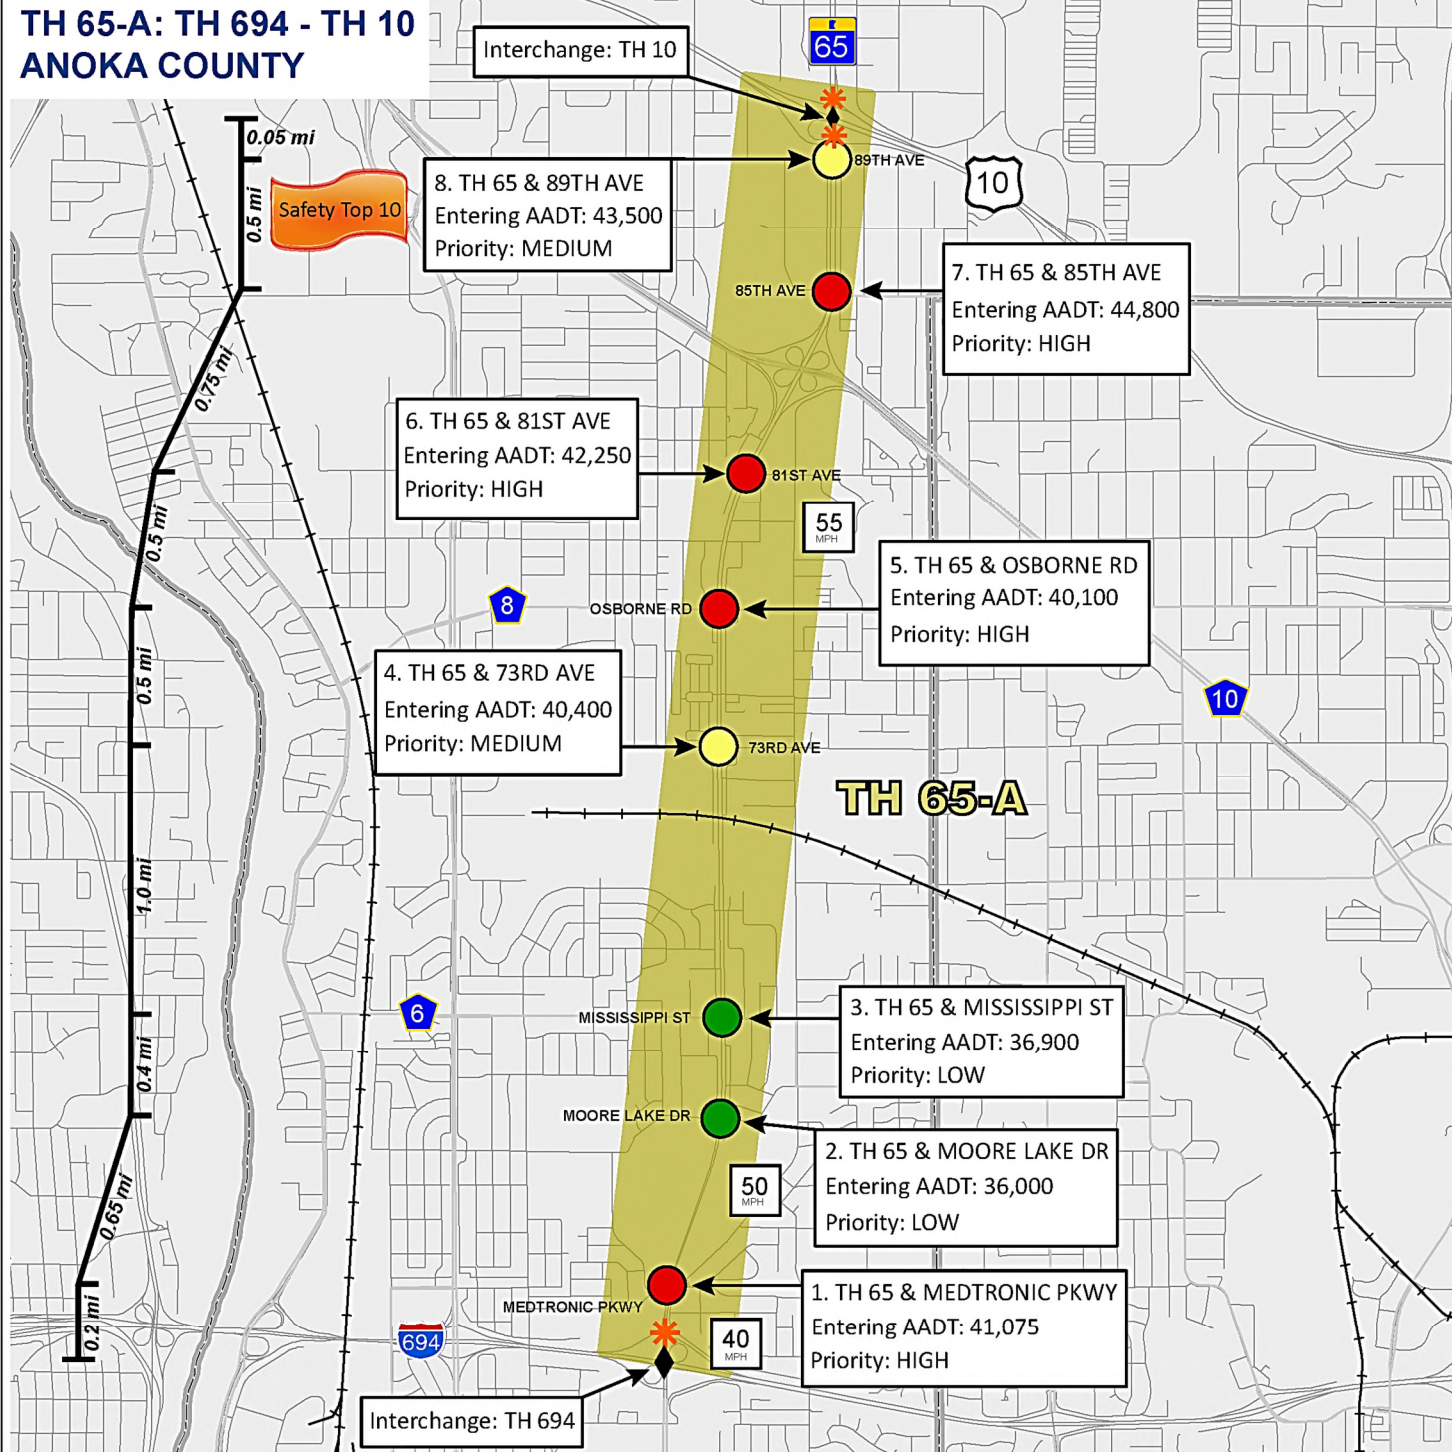 TH 65-A: TH 694 - TH 10
ANOKA COUNTY
Interchange: TH 10
65
0.05 mi
0.5 mi
Safety Top 10
8. TH 65 & 89TH AVE
Entering AADT: 43,500
Priority: MEDIUM
89TH AVE
10
85TH AVE
7. TH 65 & 85TH AVE
Entering AADT: 44,800
Priority: HIGH
0.75 mi
6. TH 65 & 81ST AVE
Entering AADT: 42,250
Priority: HIGH
81ST AVE
0.5 mi
55
MPH
5. TH 65 & OSBORNE RD
Entering AADT: 40,100
Priority: HIGH
8
OSBORNE RD
0.5 mi
4. TH 65 & 73RD AVE
Entering AADT: 40,400
Priority: MEDIUM
10
73RD AVE
TH 65-A
1.0 mi
6
MISSISSIPPI ST
3. TH 65 & MISSISSIPPI ST
Entering AADT: 36,900
Priority: LOW
0.4 mi
MOORE LAKE DR
2. TH 65 & MOORE LAKE DR
Entering AADT: 36,000
Priority: LOW
50
MPH
0.65 mi
MEDTRONIC PKWY
1. TH 65 & MEDTRONIC PKWY
Entering AADT: 41,075
Priority: HIGH
0.2 mi
694
40
MPH
Interchange: TH 694